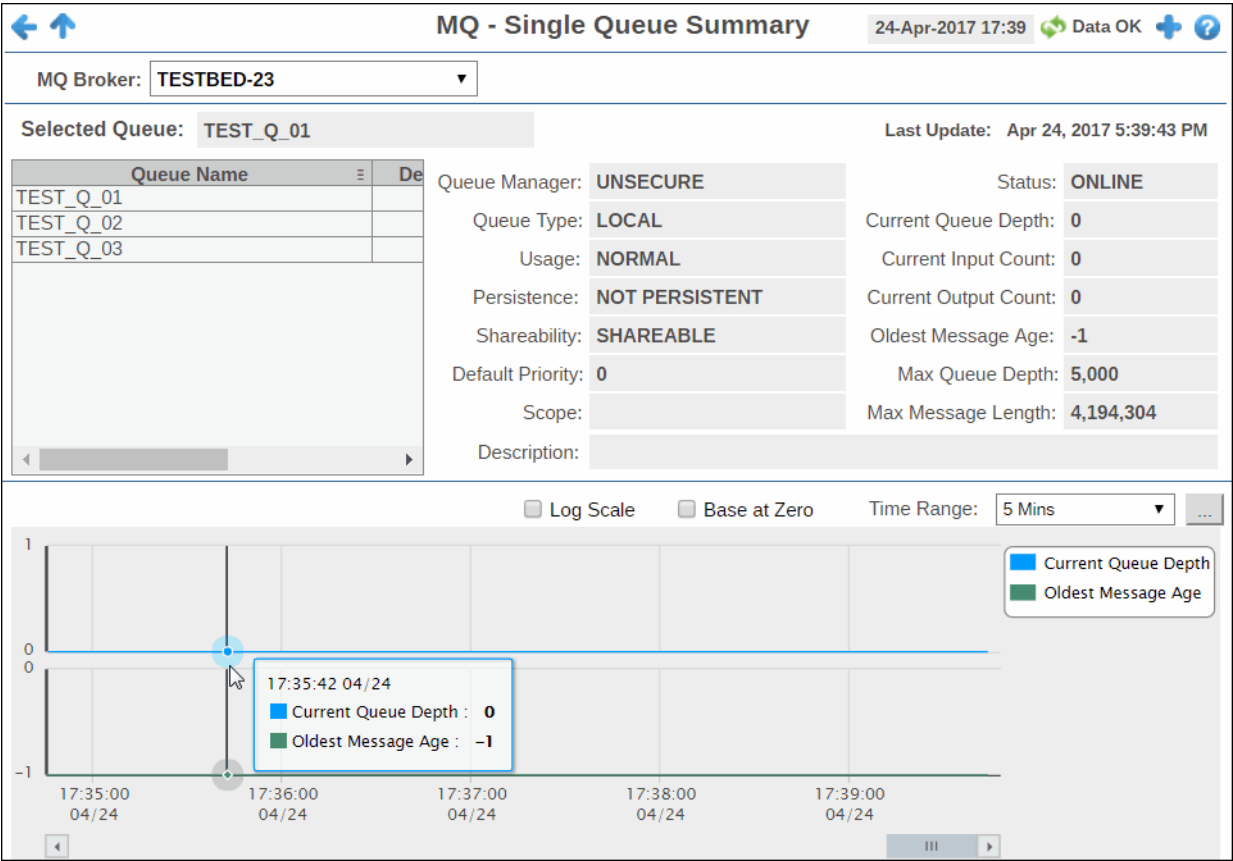 MQ - Single Queue Summary
24-Apr-2017 17:39 Data OK
MQ Broker: TESTBED-23
Selected Queue: TEST_Q_01
Last Update: Apr 24, 2017 5:39:43 PM
Queue Name De
TEST_Q_01
TEST_Q_02
TEST_Q_03
Queue Manager: UNSECURE
Queue Type: LOCAL
Usage: NORMAL
Persistence: NOT PERSISTENT
Shareability: SHAREABLE
Default Priority: 0
Scope:
Description:
Status: ONLINE
Current Queue Depth: 0
Current Input Count: 0
Current Output Count: 0
Oldest Message Age: -1
Max Queue Depth: 5,000
Max Message Length: 4,194,304
Log Scale Base at Zero Time Range: 5 Mins ...
1
0
0
-1
Current Queue Depth
Oldest Message Age
17:35:42 04/24
Current Queue Depth : 0
Oldest Message Age : -1
17:35:00 17:36:00 17:37:00 17:38:00 17:39:00
04/24 04/24 04/24 04/24 04/24